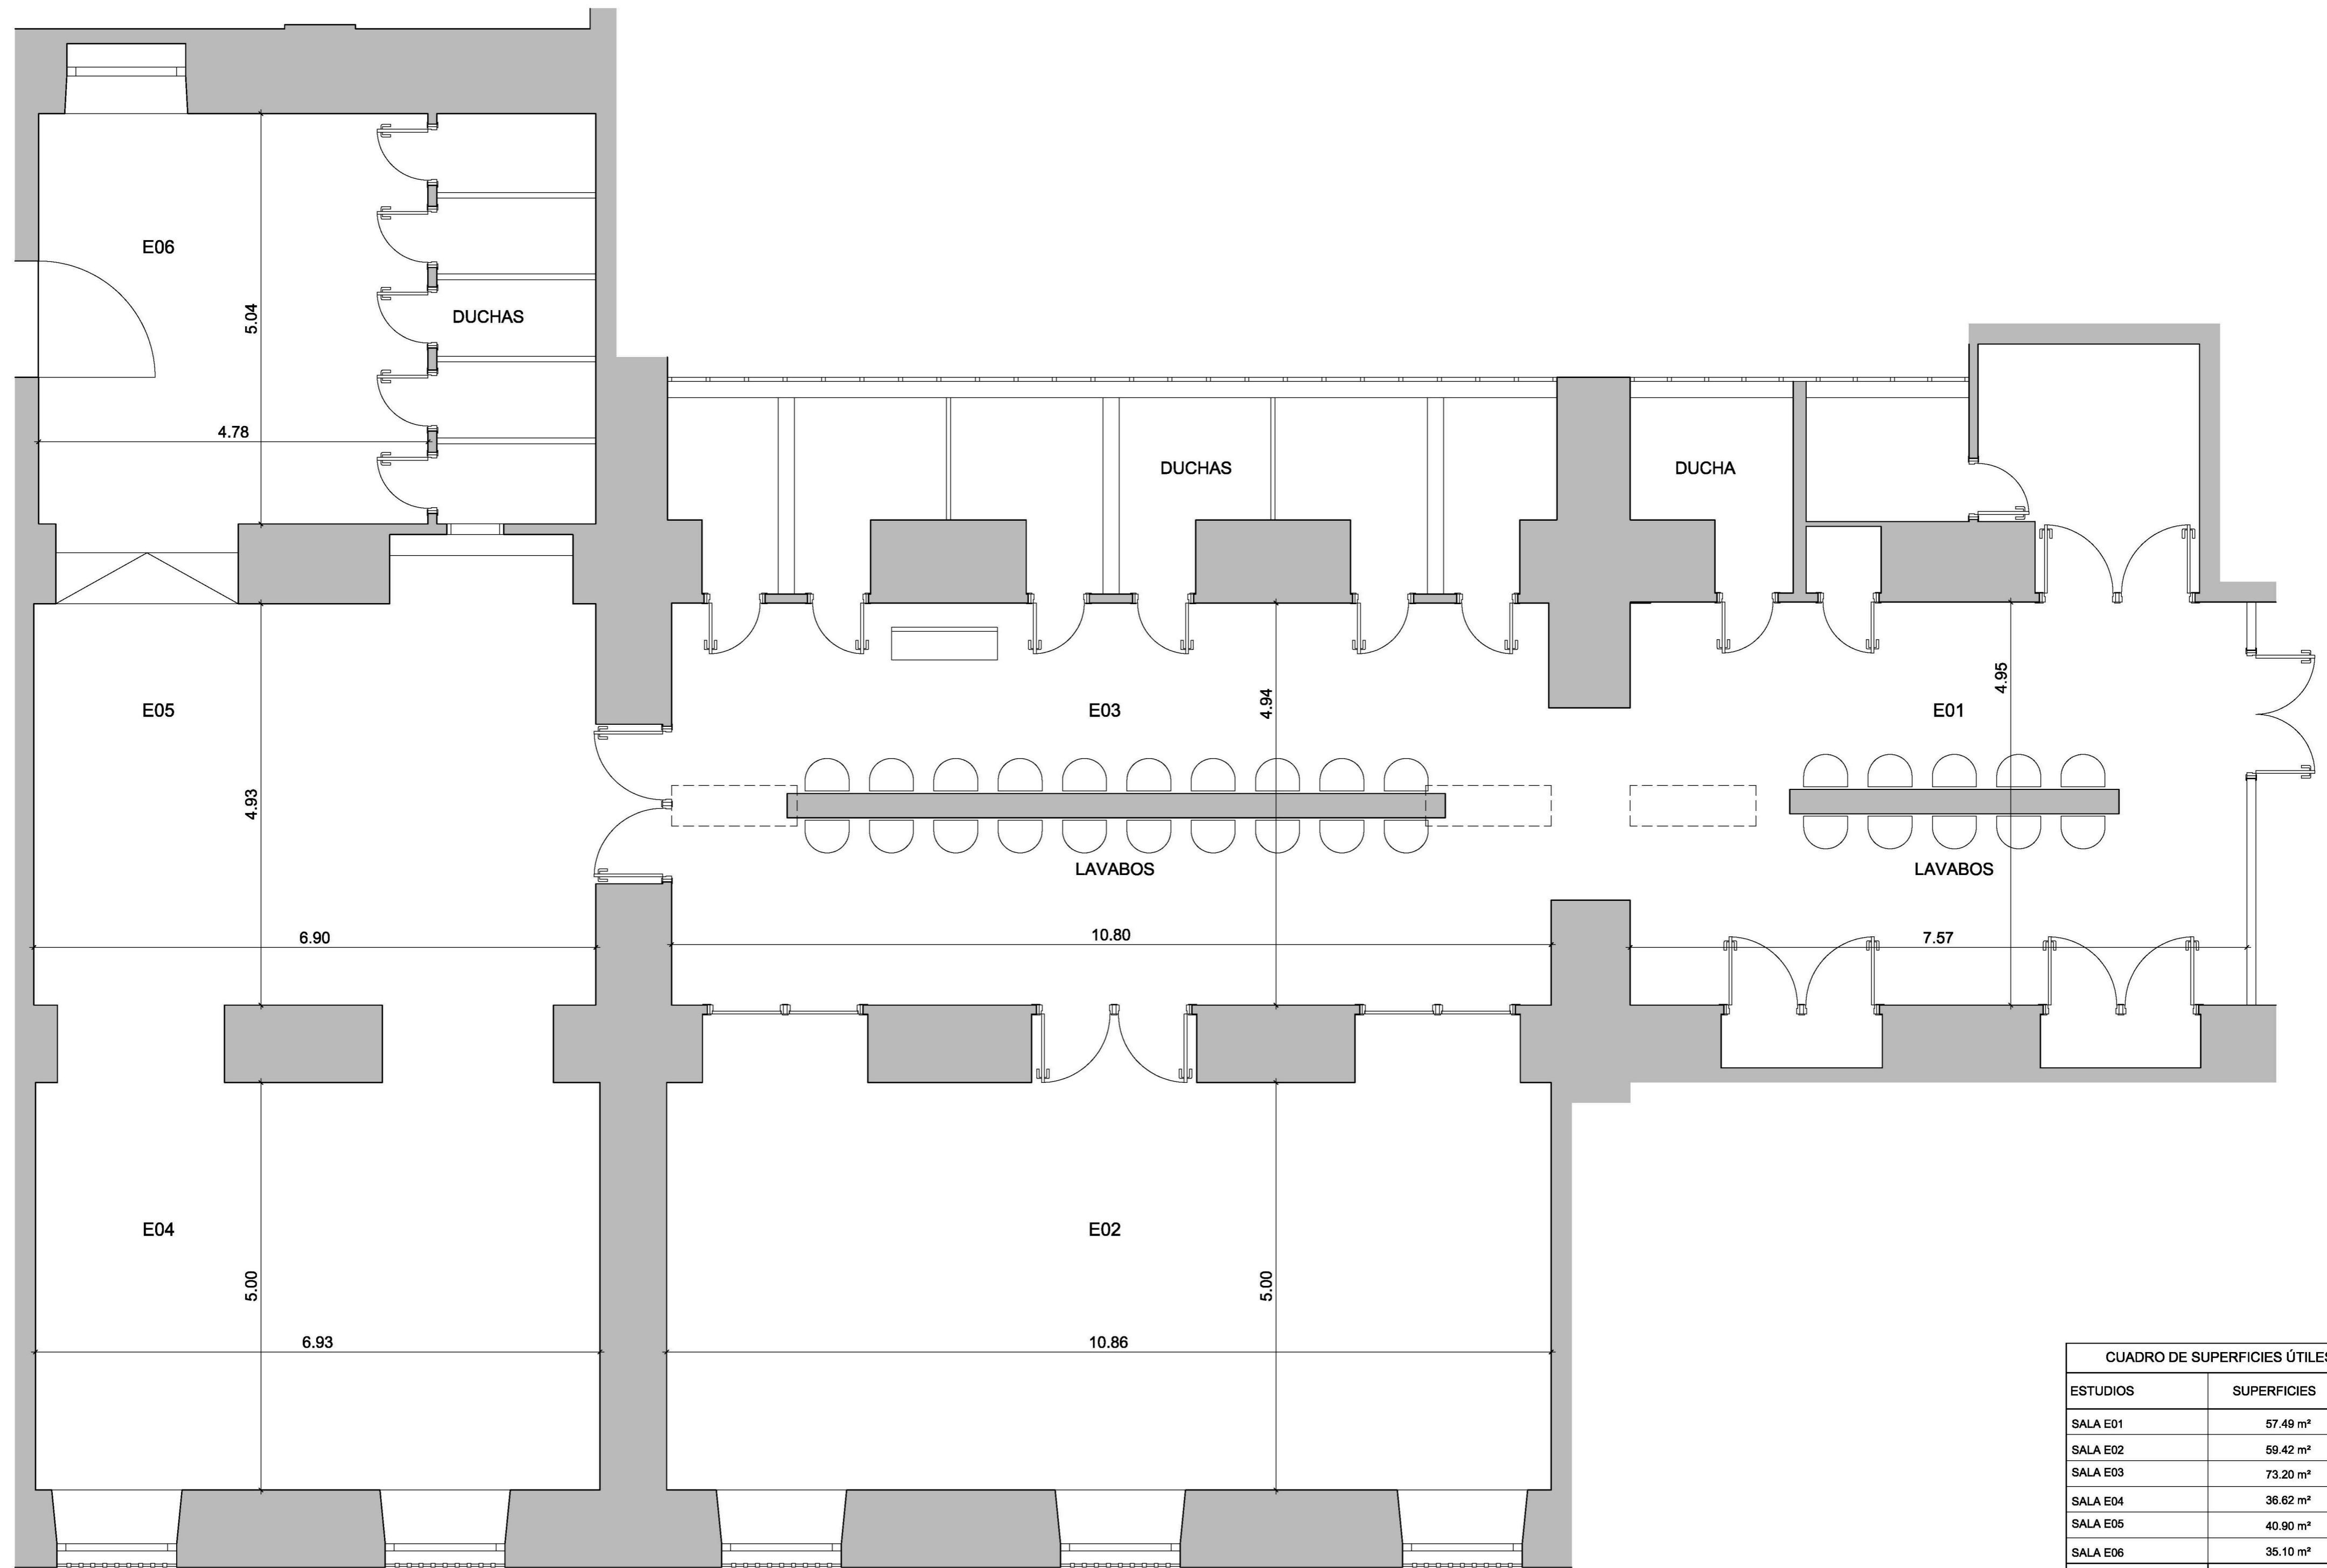 E06
5.04
DUCHAS
4.78
DUCHAS
DUCHA
E05
E03
4.94
E01
4.95
4.93
LAVABOS
LAVABOS
6.90
10.80
7.57
E04
E02
5.00
5.00
6.93
10.86
CUADRO DE SUPERFICIES ÚTILES
ESTUDIOS SUPERFICIES
SALA E01 57.49 m²
SALA E02 59.42 m²
SALA E03 73.20 m²
SALA E04 36.62 m²
SALA E05 40.90 m²
SALA E06 35.10 m²